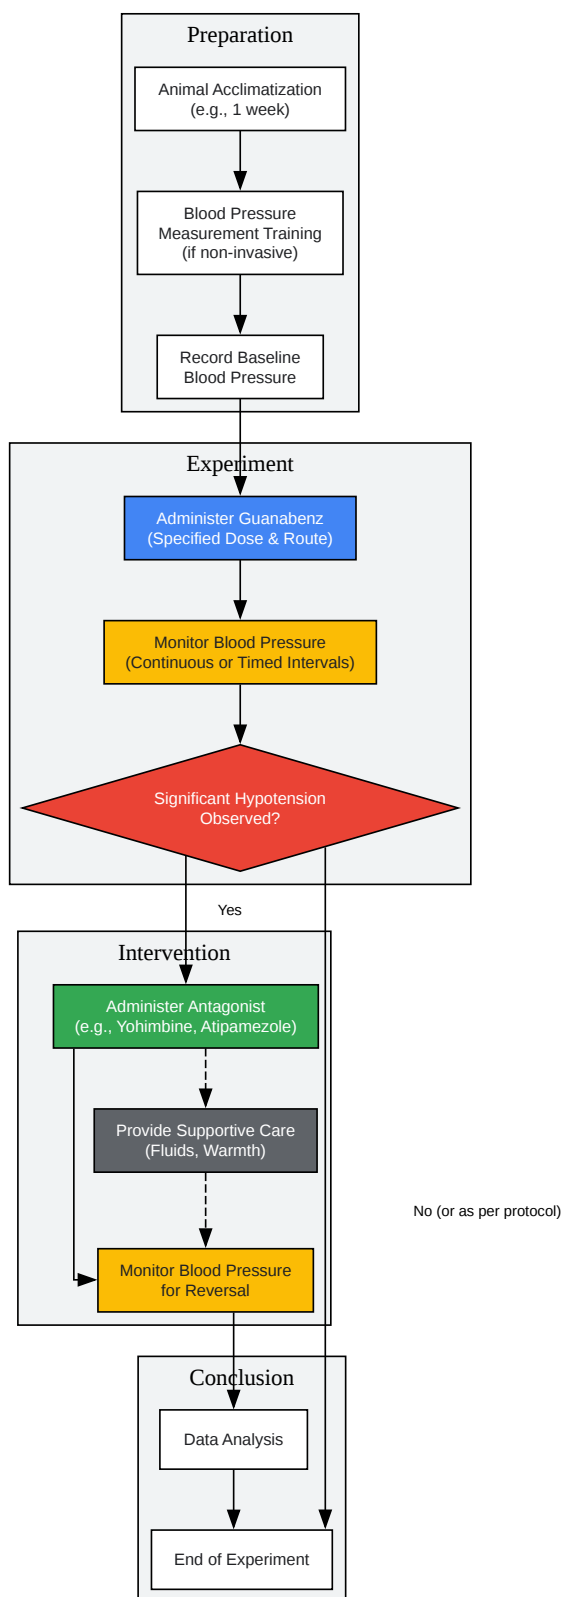 Preparation
Animal Acclimatization
(e.g., 1 week)
Blood Pressure
Measurement Training
(if non-invasive)
Record Baseline
Blood Pressure
Experiment
Administer Guanabenz
(Specified Dose & Route)
Monitor Blood Pressure
(Continuous or Timed Intervals)
Significant Hypotension
Observed?
Yes
Intervention
Administer Antagonist
(e.g., Yohimbine, Atipamezole)
Provide Supportive Care
(Fluids, Warmth)
No (or as per protocol)
Monitor Blood Pressure
for Reversal
Conclusion
Data Analysis
End of Experiment